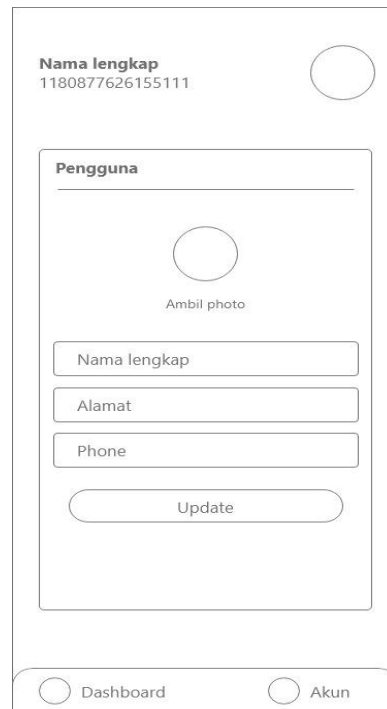 Nama lengkap
1180877626155111
Pengguna
Ambil photo
Nama lengkap
Alamat
Phone
Update
Dashboard
Akun